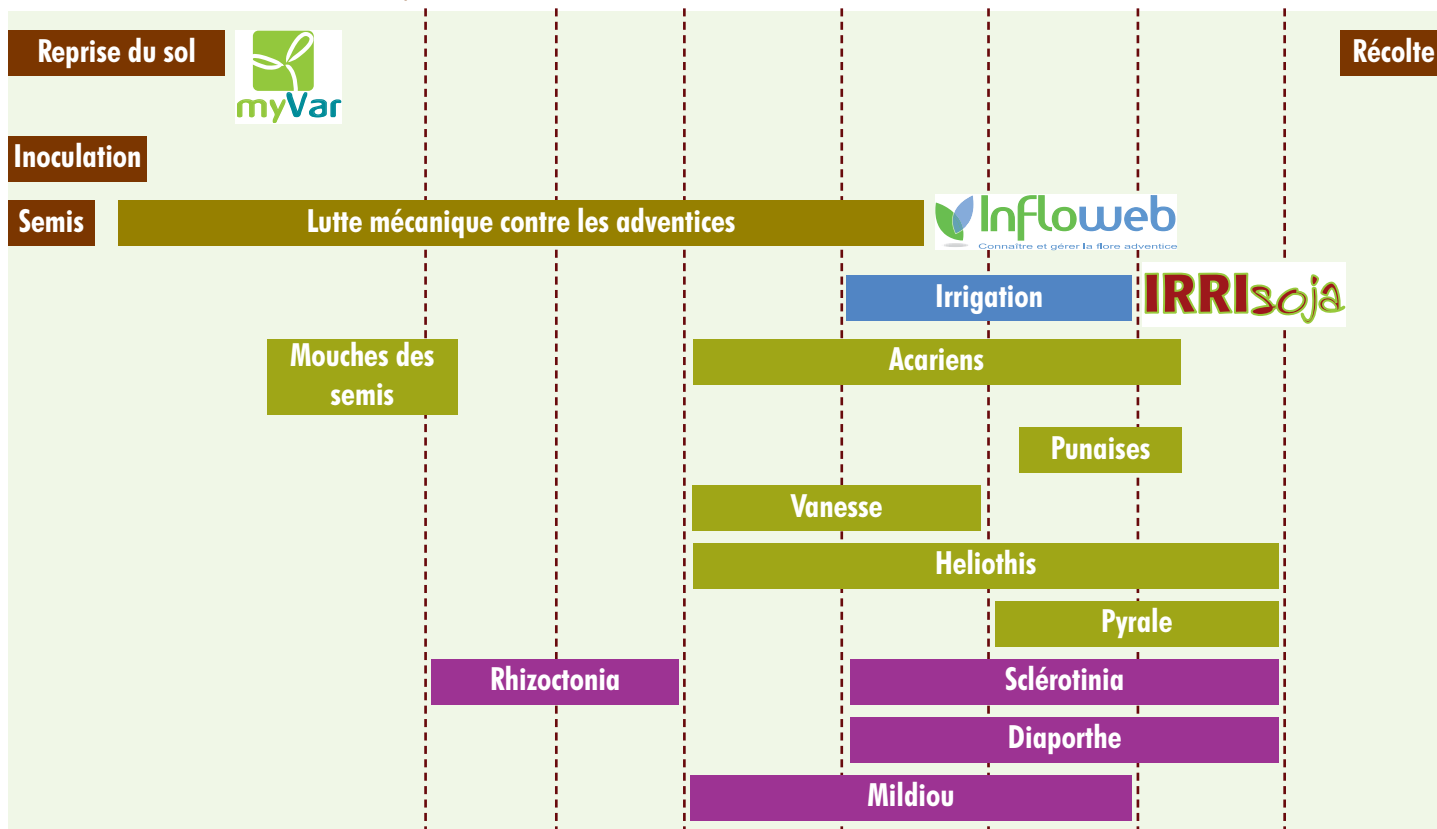 Reprise du sol
myVar
Récolte
Inoculation
Semis
Lutte mécanique contre les adventices
Infloweb
Connaître et gérer la flore adventice
Irrigation
IRRIsoja
Mouches des
semis
Acariens
Punaises
Vanesse
Heliothis
Pyrale
Rhizoctonia
Sclérotinia
Diaporthe
Mildiou